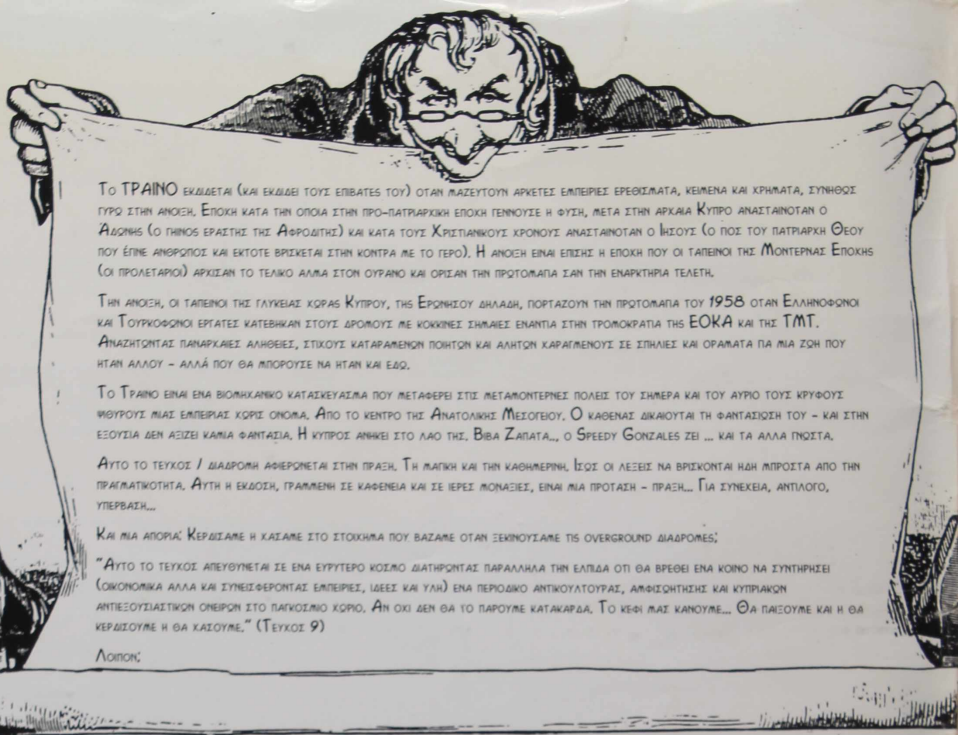 Το ΤΡΑΙΝΟ εκδιδεται (και εκδιδει τους επιβατες του) οταν μαζευτουν αρκετες εμπειριες ερεθισματα, κειμενα και χρηματα, συνηθως
γυρω στην ανοιξη. Εποχη κατα την οποια στην προ-πατριαρχικη εποχη γεννουσε η φυση, μετα στην αρχαια Κυπρο ανασταινοταν ο
Αδωνης (ο γηινος εραστης της Αφροδιτης) και κατα τους Χριστιανικους χρονους ανασταινοταν ο Ιησους (ο γιος του πατριαρχη Θεου
που εγινε ανθρωπος και εκτοτε βρισκεται στην κοντρα με το γερο). Η ανοιξη ειναι επισης η εποχη που οι ταπεινοι της Μοντερνας Εποχης
(οι προλεταριοι) αρχισαν το τελικο αλμα στον ουρανο και ορισαν την πρωτομαγια σαν την εναρκτηρια τελετη.
Την ανοιξη, οι ταπεινοι της γλυκειας χωρας Κυπρου, της Ερωνησου δηλαδη, γιορταζουν την πρωτομαγια του 1958 οταν Ελληνοφωνοι
και Τουρκοφωνοι εργατες κατεβηκαν στους δρομους με κοκκινες σημαιες εναντια στην τρομοκρατια της ΕΟΚΑ και της ΤΜΤ.
Αναζητωντας παναρχαιες αληθειες, στιχους καταραμενων ποιητων και αλητων χαραγμενους σε σπηλιες και οραματα για μια ζωη που
ηταν αλλου – αλλά που θα μπορουσε να ηταν και εδω.
Το Τραινο ειναι ενα βιομηχανικο κατασκευασμα που μεταφερει στις μεταμοντερνες πολεις του σημερα και του αυριο τους κρυφους
ψιθυρους μιας εμπειριας χωρις ονομα. Απο το κεντρο της Ανατολικης Μεσογειου. Ο καθενας δικαιουται τη φαντασιωση του – και στην
εξουσια δεν αξιζει καμια φαντασια. Η κυπρος ανηκει στο λαο της. Βιβα Ζαπατα... ο Speedy Gonzales ζει ... και τα αλλα γνωστα.
Αυτο το τευχος / διαδρομη αφιερωνεται στην πραξη. Τη μαγικη και την καθημερινη. Ισως οι λεξεις να βρισκονται ηδη μπροστα απο την
πραγματικοτητα. Αυτη η εκδοση, γραμμενη σε καφενεια και σε ιερες μοναξιες, ειναι μια προταση – πραξη... Για συνεχεια, αντιλογο,
υπερβαση...
Και μια απορια: Κερδισαμε η χασαμε στο στοιχημα που βαζαμε οταν ξεκινουσαμε τις overground διαδρομες;
"Αυτο το τευχος απευθυνεται σε ενα ευρυτερο κοσμο διατηρωντας παραλληλα την ελπιδα οτι θα βρεθει ενα κοινο να συντηρησει
(οικονομικα αλλα και συνεισφεροντας εμπειριες, ιδεες και υλη) ενα περιοδικο αντικουλτουρας, αμφισβητησης και κυπριακων
αντιεξουσιαστικων ονειρων στο παγκοσμιο χωριο. Αν οχι δεν θα το παρουμε κατακαρδα. Το κεφι μας κανουμε... Θα παιξουμε και η θα
κερδισουμε η θα χασουμε." (Τευχος 9)
Λοιπον: